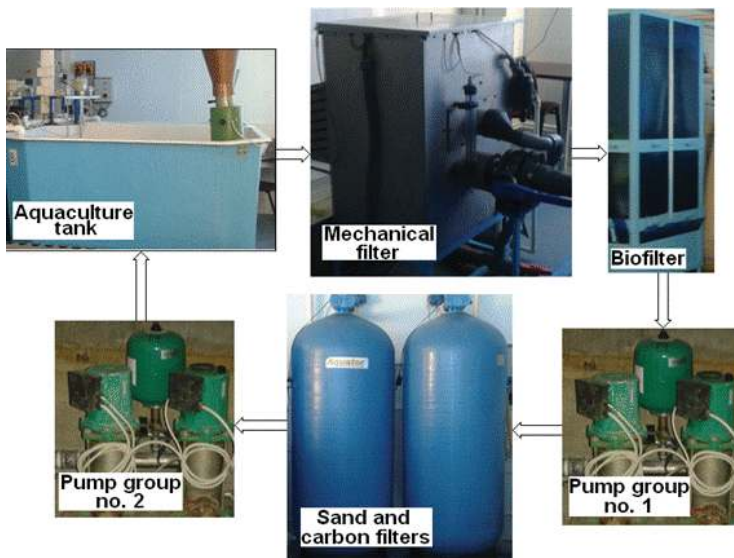 Aquaculture
tank
Mechanical
filter
Biofilter
Pump group
no. 1
Sand and
carbon filters
Aquator
Pump group
no. 2